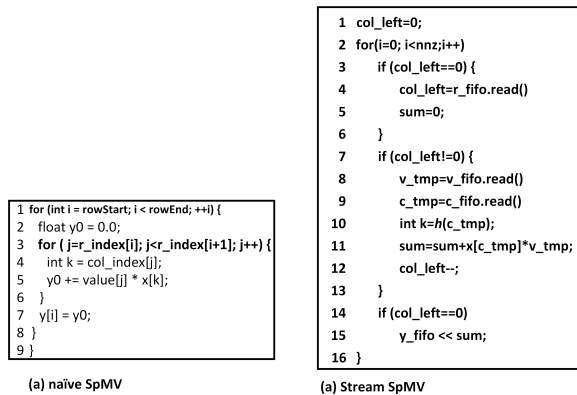 1 for (int i = rowStart; i < rowEnd; ++i) {
2 float y0 = 0.0;
3 for ( j=r_index[i]; j<r_index[i+1]; j++) {
4 int k = col_index[j];
5 y0 += value[j] * x[k];
6 }
7 y[i] = y0;
8 }
9 }
(a) naïve SpMV
1 col_left=0;
2 for(i=0; i<nnz;i++)
3 if (col_left==0) {
4 col_left=r_fifo.read()
5 sum=0;
6 }
7 if (col_left!=0) {
8 v_tmp=v_fifo.read()
9 c_tmp=c_fifo.read()
10 int k=h(c_tmp);
11 sum=sum+x[c_tmp]*v_tmp;
12 col_left--;
13 }
14 if (col_left==0)
15 y_fifo << sum;
16 }
(a) Stream SpMV